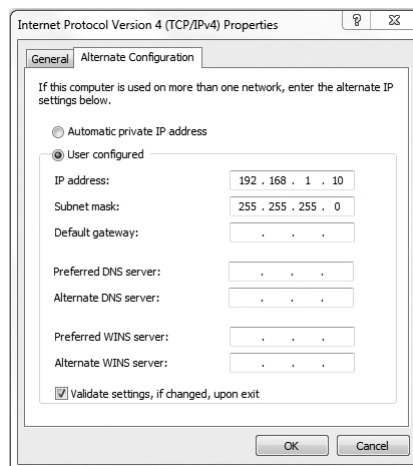 Internet Protocol Version 4 (TCP/IPv4) Properties
General
Alternate Configuration
If this computer is used on more than one network, enter the alternate IP
settings below.
Automatic private IP address
User configured
IP address: 192 . 168 . 1 . 10
Subnet mask: 255 . 255 . 255 . 0
Default gateway: . . .
Preferred DNS server: . . .
Alternate DNS server: . . .
Preferred WINS server: . . .
Alternate WINS server: . . .
Validate settings, if changed, upon exit
OK
Cancel